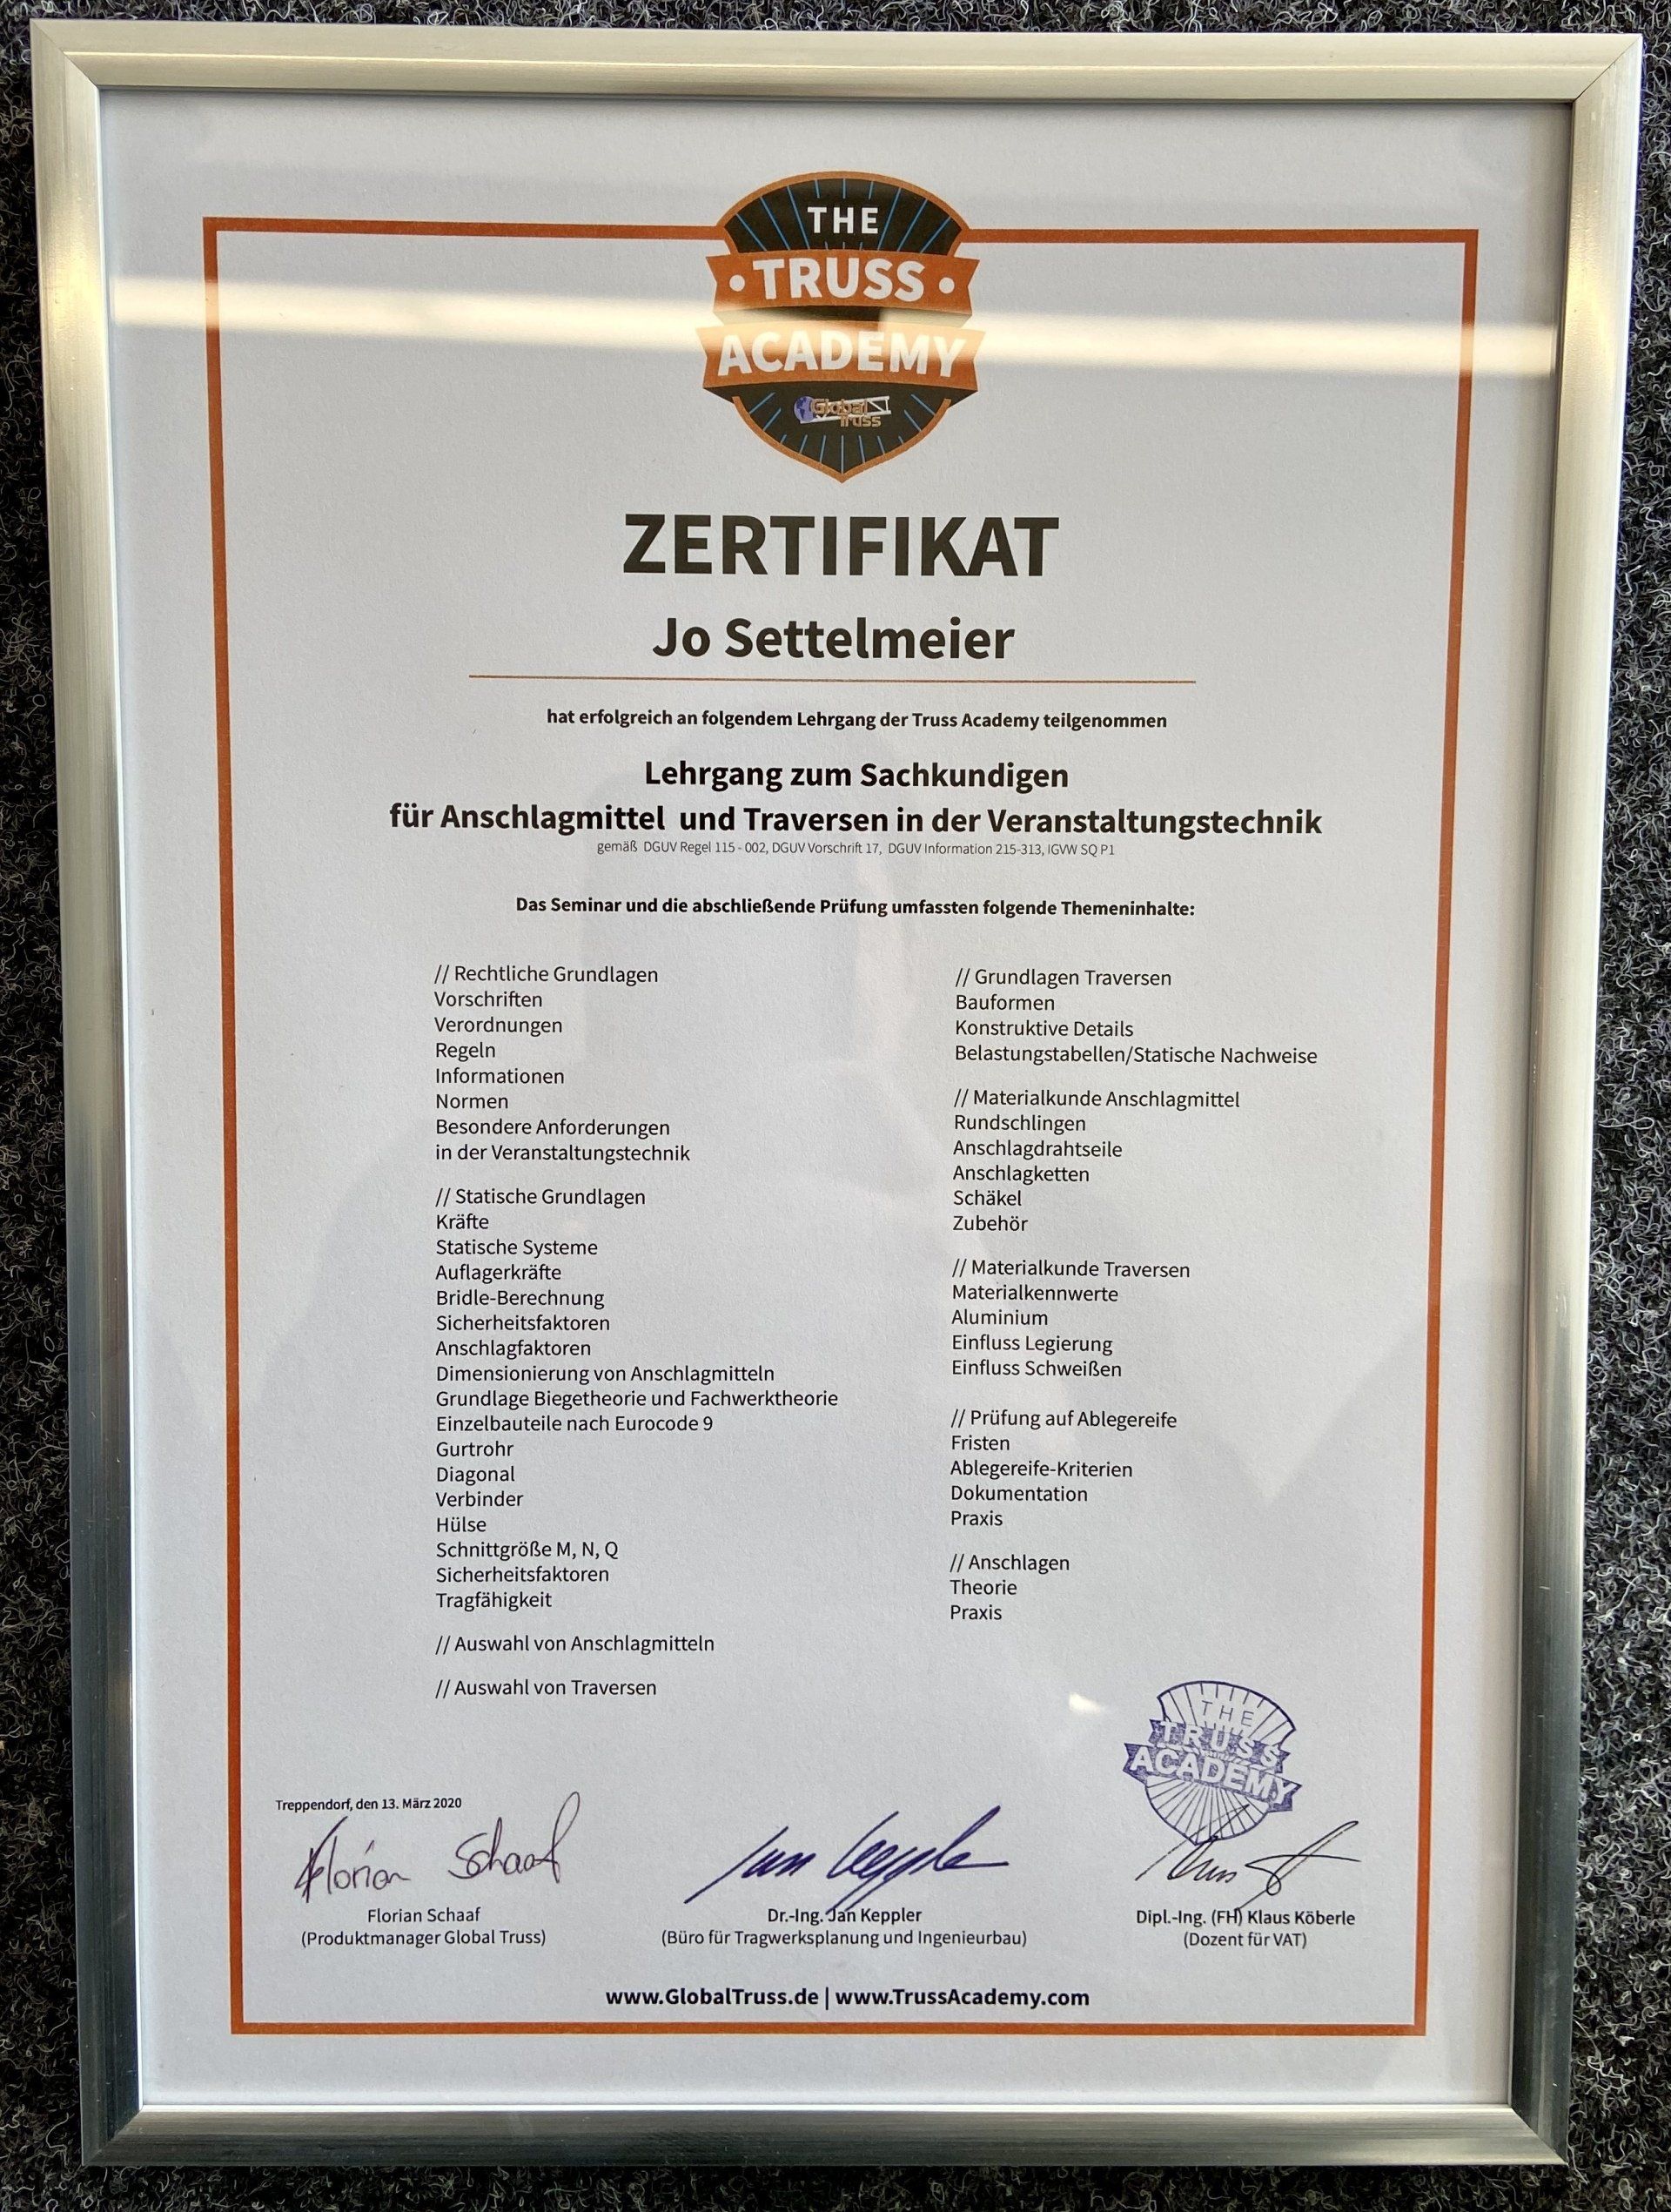 THE
TRUSS
ACADEMY
Global
Truss
ZERTIFIKAT
Jo Settelmeier
hat erfolgreich an folgendem Lehrgang der Truss Academy teilgenommen
Lehrgang zum Sachkundigen
für Anschlagmittel und Traversen in der Veranstaltungstechnik
gemäß DGUV Regel 115 - 002, DGUV Vorschrift 17, DGUV Information 215-313, IGVW SQ P1
Das Seminar und die abschließende Prüfung umfassten folgende Themeninhalte:
// Rechtliche Grundlagen
Vorschriften
Verordnungen
Regeln
Informationen
Normen
Besondere Anforderungen
in der Veranstaltungstechnik
// Statische Grundlagen
Kräfte
Statische Systeme
Auflagerkräfte
Bridle-Berechnung
Sicherheitsfaktoren
Anschlagfaktoren
Dimensionierung von Anschlagmitteln
Grundlage Biegetheorie und Fachwerktheorie
Einzelbauteile nach Eurocode 9
Gurtrohr
Diagonal
Verbinder
Hülse
Schnittgröße M, N, Q
Sicherheitsfaktoren
Tragfähigkeit
// Auswahl von Anschlagmitteln
// Auswahl von Traversen
// Grundlagen Traversen
Bauformen
Konstruktive Details
Belastungstabellen/Statische Nachweise
// Materialkunde Anschlagmittel
Rundschlingen
Anschlagdrahtseile
Anschlagketten
Schäkel
Zubehör
// Materialkunde Traversen
Materialkennwerte
Aluminium
Einfluss Legierung
Einfluss Schweißen
// Prüfung auf Ablegereife
Fristen
Ablegereife-Kriterien
Dokumentation
Praxis
// Anschlagen
Theorie
Praxis
THE
TRUSS
ACADEMY
Treppendorf, den 13. März 2020
Florian Schaaf
Jan Keppler
Florian Schaaf
(Produktmanager Global Truss)
Dr.-Ing. Jan Keppler
(Büro für Tragwerksplanung und Ingenieurbau)
Dipl.-Ing. (FH) Klaus Köberle
(Dozent für VAT)
www.GlobalTruss.de | www.TrussAcademy.com